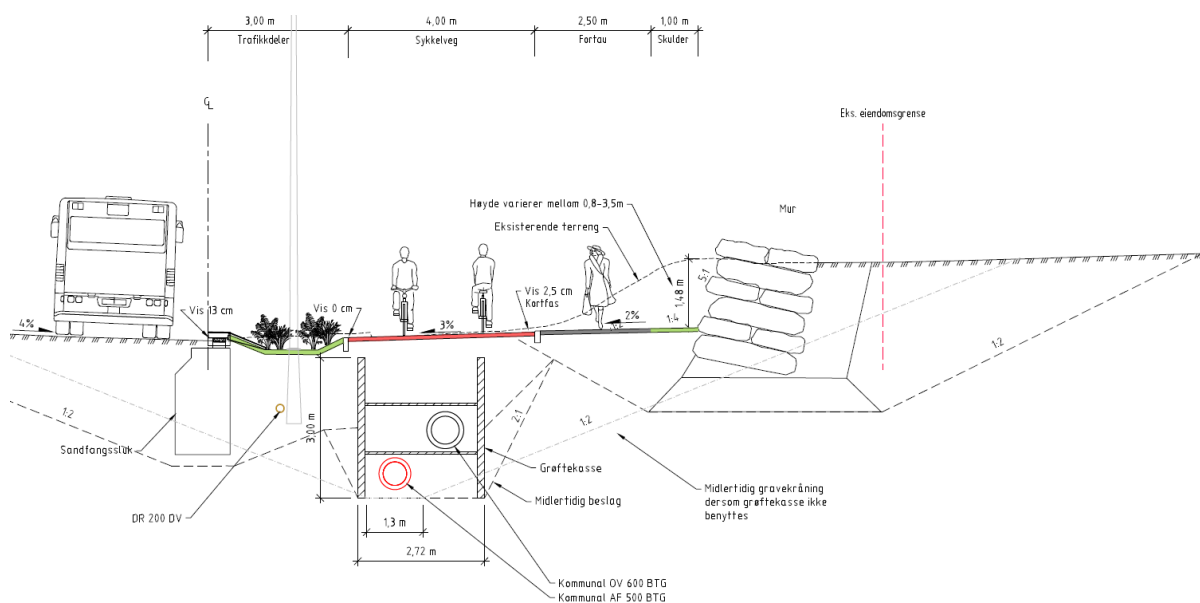 3,00 m
4,00 m
2,50 m
1,00 m
Trafikkdeler
Sykkelveg
Fortau
Skulder
CL
Eks. eiendomsgrense
Høyde varierer mellom 0,8-3,5m
Mur
Eksisterende terreng
5:1
Vis 2,5 cm
Kantfas
Vis 13 cm
Vis 0 cm
1,48 m
4%
3%
2%
1:4
1:2
1:2
1:2
1:2
2:1
3,00 m
Sandfangssluk
Grøftekasse
Midlertidig beslag
Midlertidig gravekråning
dersom grøftekasse ikke
benyttes
DR 200 DV
1,3 m
2,72 m
Kommunal OV 600 BTG
Kommunal AF 500 BTG